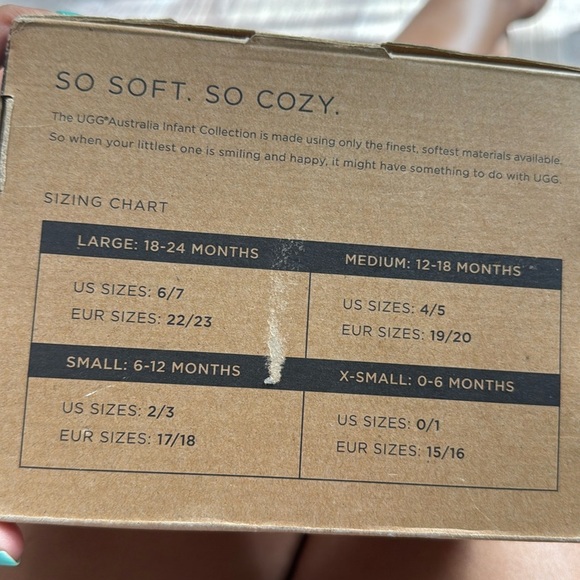 SO SOFT. SO COZY.
The UGG®Australia Infant Collection is made using only the finest, softest materials available.
So when your littlest one is smiling and happy, it might have something to do with UGG.
SIZING CHART
LARGE: 18-24 MONTHS
US SIZES: 6/7
EUR SIZES: 22/23
MEDIUM: 12-18 MONTHS
US SIZES: 4/5
EUR SIZES: 19/20
SMALL: 6-12 MONTHS
US SIZES: 2/3
EUR SIZES: 17/18
X-SMALL: 0-6 MONTHS
US SIZES: 0/1
EUR SIZES: 15/16